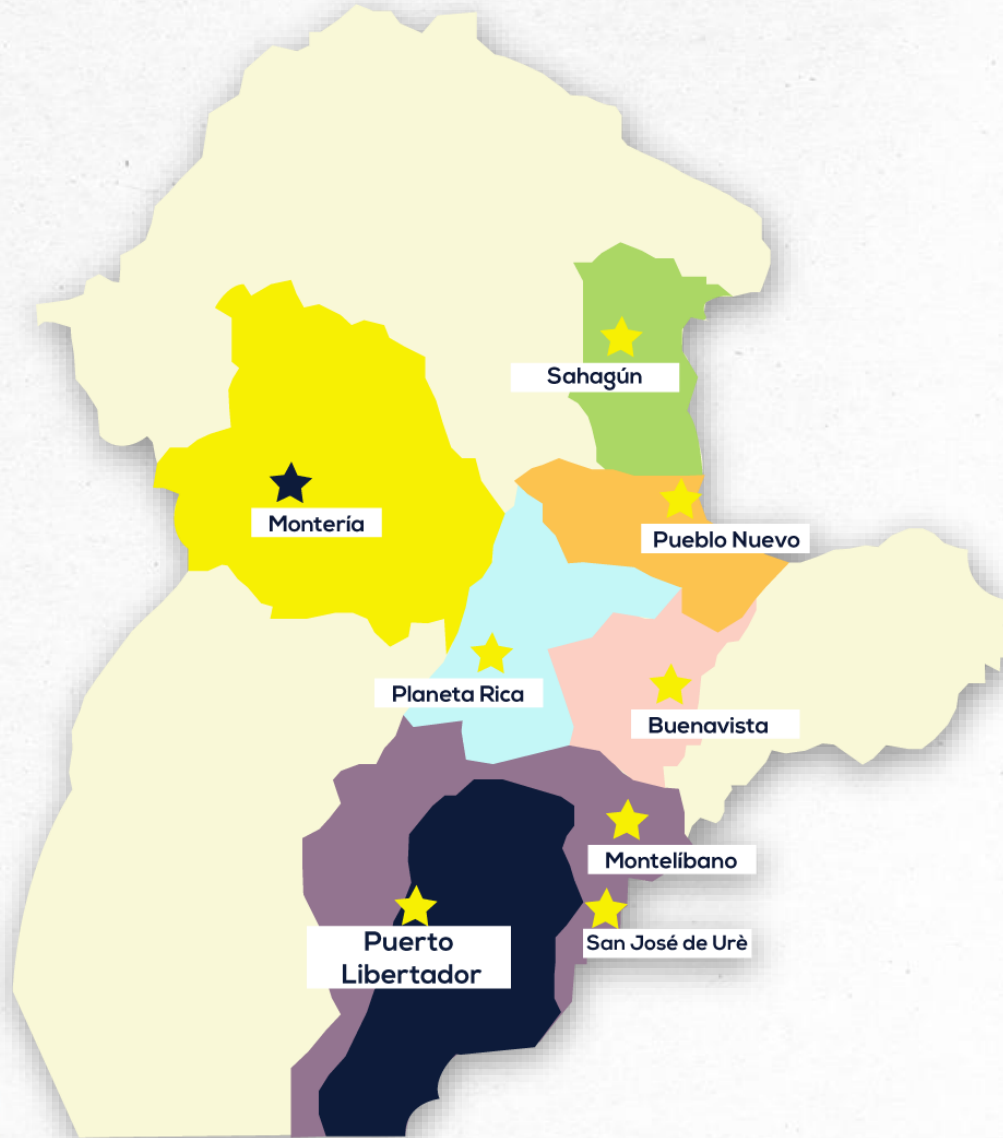 Sahagún
Montería
Pueblo Nuevo
Planeta Rica
Buenavista
Montelíbano
Puerto
Libertador
San José de Urè